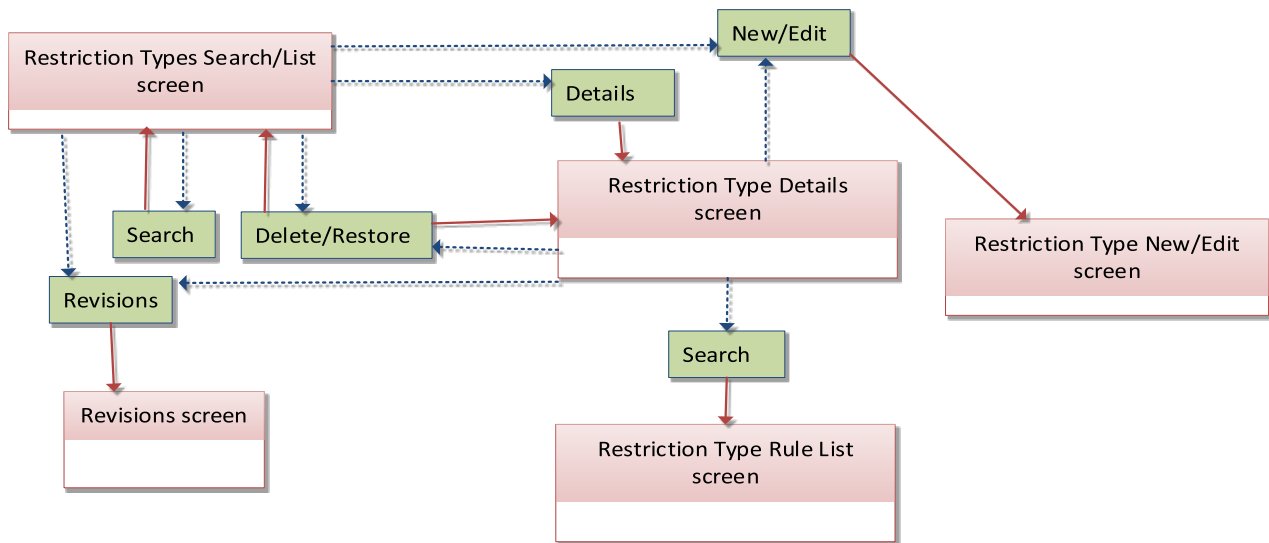 New/Edit
Restriction Types Search/List
screen
Details
Restriction Type Details
screen
Search
Delete/Restore
Restriction Type New/Edit
screen
Revisions
Search
Revisions screen
Restriction Type Rule List
screen